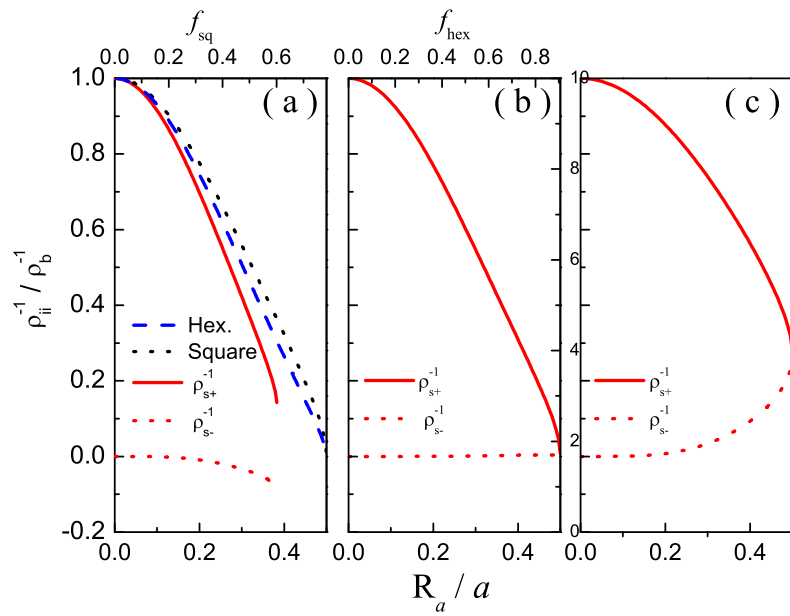 f_sq f_hex
0.0 0.2 0.4 0.6 0.0 0.2 0.4 0.6 0.8
( a ) ( b ) ( c )
1.0 10
0.8 8
0.6 6
ρ_ii^-1 / ρ_b^-1
0.4 4
Hex.
Square
ρ_s+^-1 ρ_s+^-1 ρ_s+^-1
0.2
ρ_s-^-1 ρ_s-^-1 ρ_s-^-1
0.0 2
-0.2 0
0.0 0.2 0.4 0.0 0.2 0.4 0.0 0.2 0.4
R_a / a